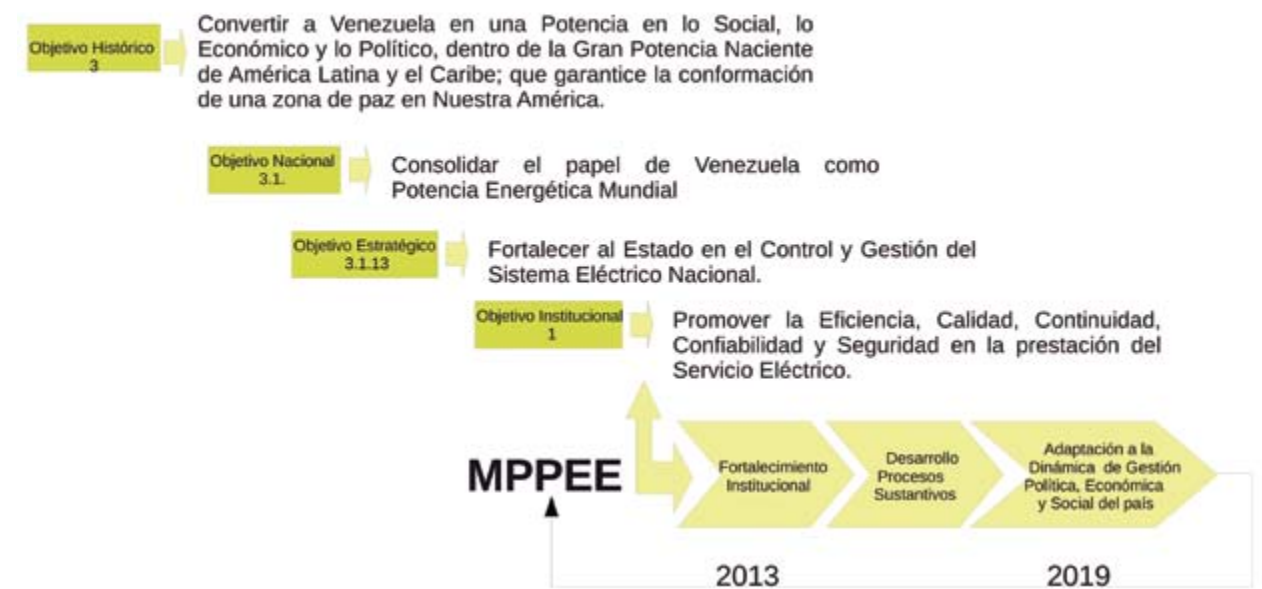 Objetivo Histórico
3
Convertir a Venezuela en una Potencia en lo Social, lo
Económico y lo Político, dentro de la Gran Potencia Naciente
de América Latina y el Caribe; que garantice la conformación
de una zona de paz en Nuestra América.
Objetivo Nacional
3.1.
Consolidar el papel de Venezuela como
Potencia Energética Mundial
Objetivo Estratégico
3.1.13
Fortalecer al Estado en el Control y Gestión del
Sistema Eléctrico Nacional.
Objetivo Institucional
1
Promover la Eficiencia, Calidad, Continuidad,
Confiabilidad y Seguridad en la prestación del
Servicio Eléctrico.
MPPEE
Fortalecimiento
Institucional
Desarrollo
Procesos
Sustantivos
Adaptación a la
Dinámica de Gestión
Política, Económica
y Social del país
2013
2019